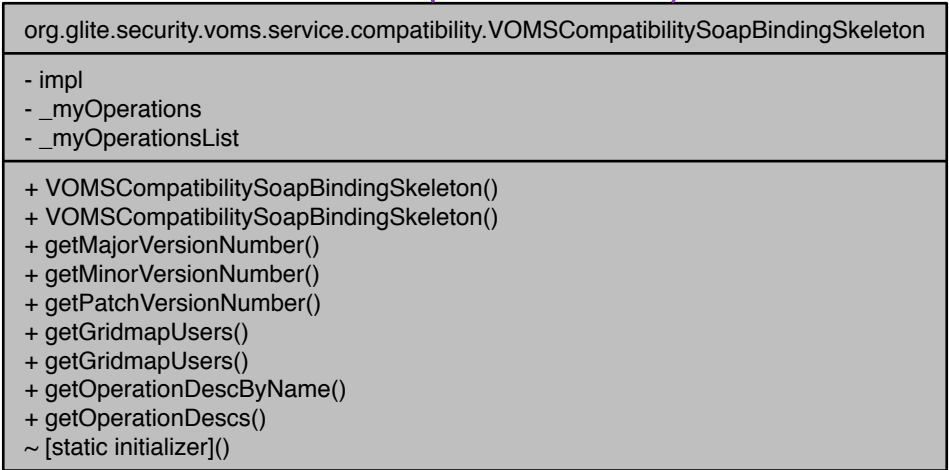 org.glite.security.voms.service.compatibility.VOMSCompatibilitySoapBindingSkeleton
- impl
- _myOperations
- _myOperationsList
+ VOMSCompatibilitySoapBindingSkeleton()
+ VOMSCompatibilitySoapBindingSkeleton()
+ getMajorVersionNumber()
+ getMinorVersionNumber()
+ getPatchVersionNumber()
+ getGridmapUsers()
+ getGridmapUsers()
+ getOperationDescByName()
+ getOperationDescs()
~ [static initializer]()